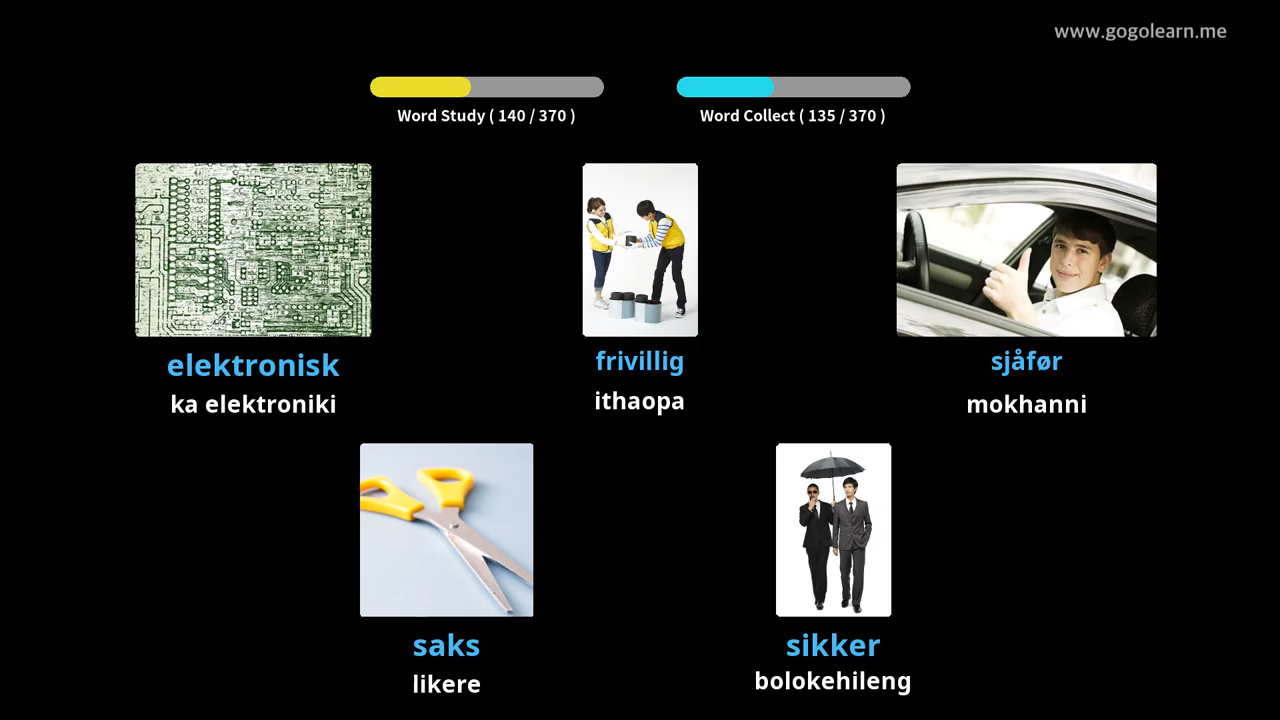 www.gogolearn.me
Word Study ( 140 / 370 )
Word Collect ( 135 / 370 )
elektronisk
ka elektroniki
frivillig
ithaopa
sjåfør
mokhanni
saks
likere
sikker
bolokehileng